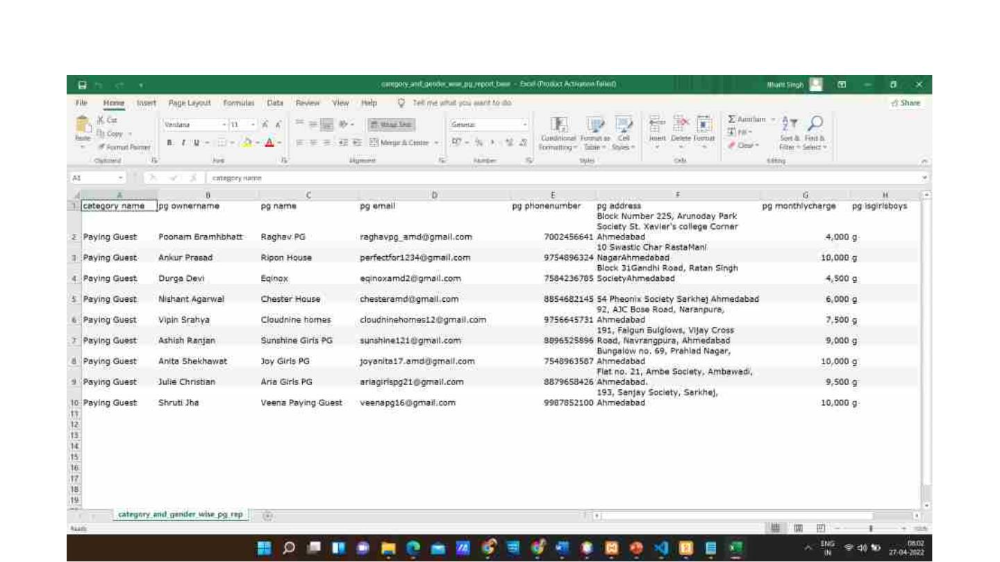 category_and_gender_wise_pg_report_base - Excel (Product Activation Failed)
Bharti Singh
File Home Insert Page Layout Formulas Data Review View Help Tell me what you want to do
Share
Cut
Copy
Format Painter
Paste
Verdana 11
Wrap Text
General
B I U
Merge & Center
Conditional Formatting
Format as Table
Cell Styles
Insert Delete Format
AutoSum
Fill
Clear
Sort & Filter
Find & Select
Clipboard Font Alignment Number Styles Cells Editing
A1 category name
A B C D E F G H
1 category name pg ownername pg name pg email pg phonenumber pg address pg monthlycharge pg isgirlsboys
Block Number 225, Arunoday Park
Society St. Xavier's college Corner
2 Paying Guest Poonam Bramhbhatt Raghav PG raghavpg_amd@gmail.com 7002456641 Ahmedabad 4,000 g
10 Swastic Char RastaMani
3 Paying Guest Ankur Prasad Ripon House perfectfor1234@gmail.com 9754896324 NagarAhmedabad 10,000 g
Block 31Gandhi Road, Ratan Singh
4 Paying Guest Durga Devi Eqinox eqinoxamd2@gmail.com 7584236785 SocietyAhmedabad 4,500 g
5 Paying Guest Nishant Agarwal Chester House chesteramd@gmail.com 8854682145 54 Pheonix Society Sarkhej Ahmedabad 6,000 g
92, AJC Bose Road, Naranpura,
6 Paying Guest Vipin Srahya Cloudnine homes cloudninehomes12@gmail.com 9756645731 Ahmedabad 7,500 g
191, Falgun Bulglows, Vijay Cross
7 Paying Guest Ashish Ranjan Sunshine Girls PG sunshine121@gmail.com 8896525896 Road, Navrangpura, Ahmedabad 9,000 g
Bungalow no. 69, Prahlad Nagar,
8 Paying Guest Anita Shekhawat Joy Girls PG joyanita17.amd@gmail.com 7548963587 Ahmedabad 10,000 g
Flat no. 21, Ambe Society, Ambawadi,
9 Paying Guest Julie Christian Aria Girls PG ariagirlspg21@gmail.com 8879658426 Ahmedabad. 9,500 g
193, Sanjay Society, Sarkhej,
10 Paying Guest Shruti Jha Veena Paying Guest veenapg16@gmail.com 9987852100 Ahmedabad 10,000 g
11
12
13
14
15
16
17
18
19
category_and_gender_wise_pg_rep
Ready
ENG
IN
08:02
27-04-2022